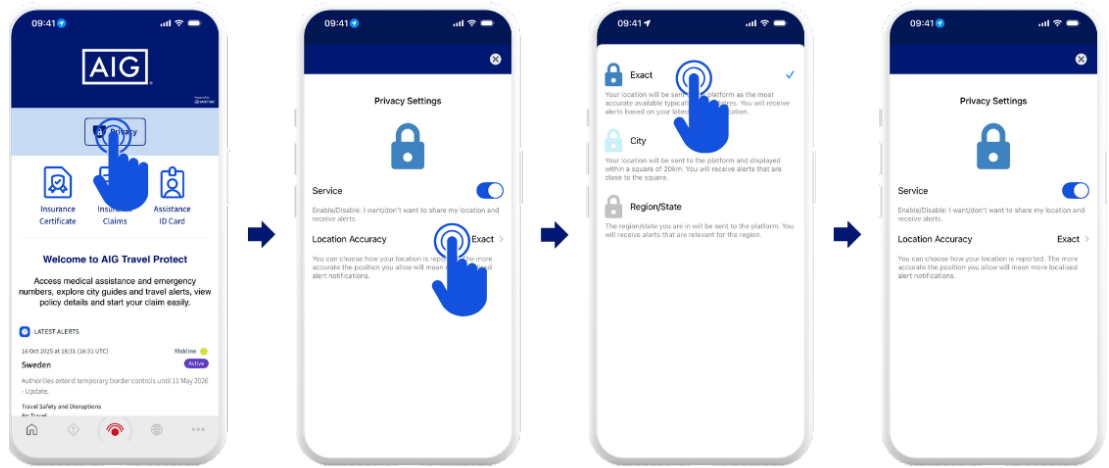 09:41
AIG
Privacy
Insurance
Certificate
Insurance
Claims
Assistance
ID Card
Welcome to AIG Travel Protect
Access medical assistance and emergency
numbers, explore city guides and travel alerts, view
policy details and start your claim easily.
LATEST ALERTS
16 Oct 2025 at 18:31 (16:31 UTC)
Riskline
Sweden
Active
Authorities extend temporary border controls until 11 May 2026
- Update.
Travel Safety and Disruptions
Air Travel
09:41
Privacy Settings
Service
Enable/Disable: I want/don't want to share my location and
receive alerts.
Location Accuracy
Exact >
You can choose how your location is The more
accurate the position you allow will mean
alert notifications.
09:41
Exact
Your location will be platform as the most
accurate available You will receive
alerts based on your
City
Your location will be sent to the platform and displayed
within a square of 20km. You will receive alerts that are
close to the square.
Region/State
The region/state you are in will be sent to the platform. You
will receive alerts that are relevant for the region.
09:41
Privacy Settings
Service
Enable/Disable: I want/don't want to share my location and
receive alerts.
Location Accuracy
Exact >
You can choose how your location is reported. The more
accurate the position you allow will mean more localised
alert notifications.